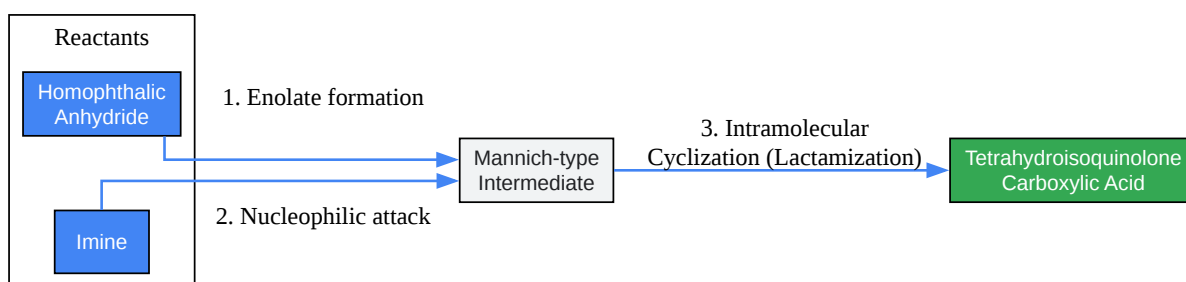 Reactants
Homophthalic
Anhydride
1. Enolate formation
3. Intramolecular
Cyclization (Lactamization)
Mannich-type
Intermediate
Tetrahydroisoquinolone
Carboxylic Acid
2. Nucleophilic attack
Imine